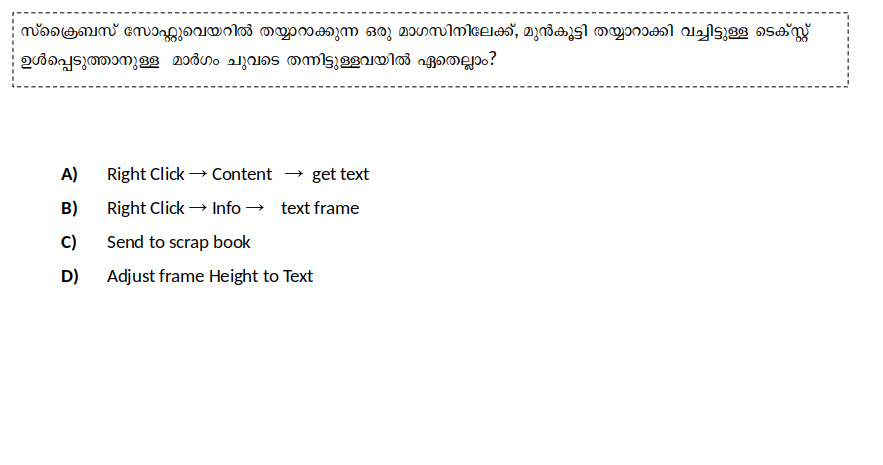 സ്ക്രൈബസ് സോഫ്റ്റുവെയറിൽ തയ്യാറാക്കുന്ന ഒരു മാഗസിനിലേക്ക്, മുൻകൂട്ടി തയ്യാറാക്കി വച്ചിട്ടുള്ള ടെക്സ്റ്റ്
ഉൾപ്പെടുത്താനുള്ള മാർഗം ചുവടെ തന്നിട്ടുള്ളവയിൽ ഏതെല്ലാം?
A) Right Click → Content → get text
B) Right Click → Info → text frame
C) Send to scrap book
D) Adjust frame Height to Text